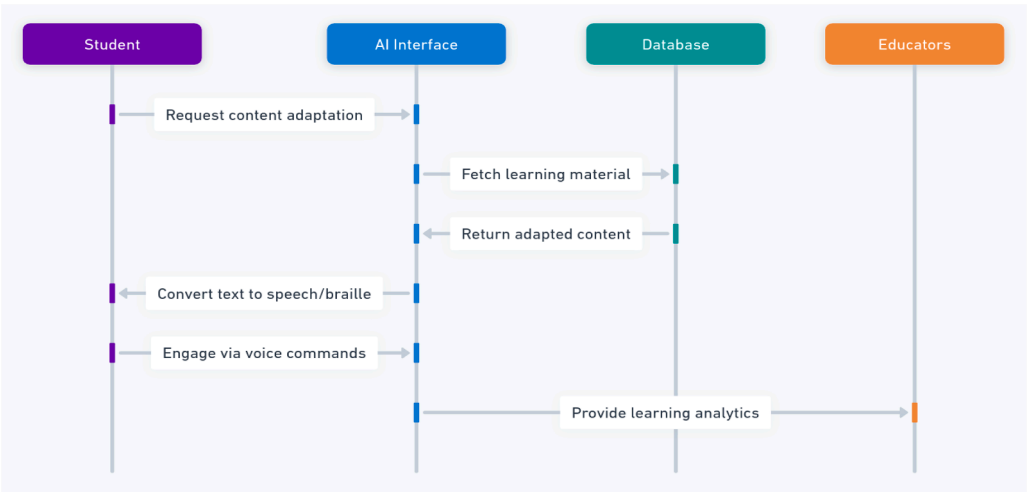 Student
AI Interface
Database
Educators
Request content adaptation
Fetch learning material
Return adapted content
Convert text to speech/braille
Engage via voice commands
Provide learning analytics